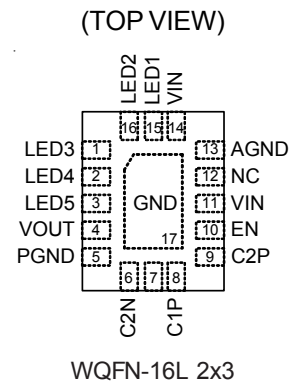 (TOP VIEW)
LED2
LED1
VIN
16
15
14
LED3 1
13 AGND
LED4 2
12 NC
LED5 3
GND
11 VIN
VOUT 4
10 EN
17
PGND 5
9 C2P
6
7
8
C2N
C1P
WQFN-16L 2x3